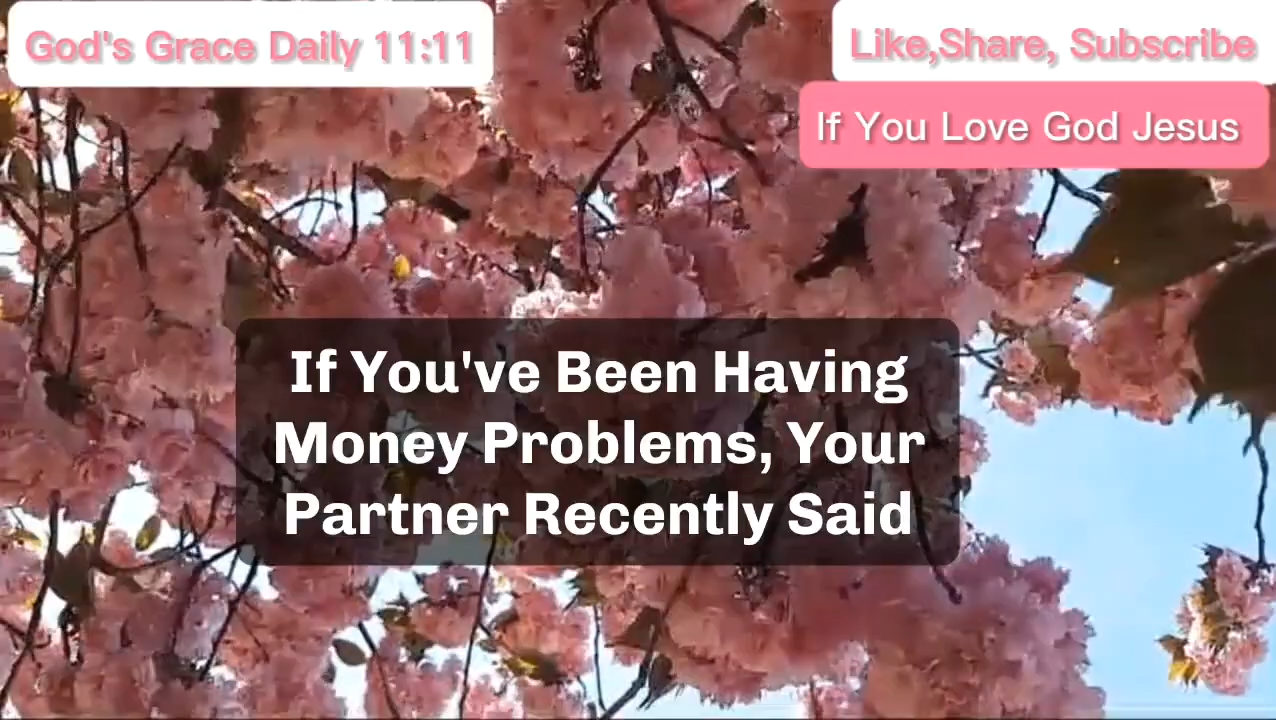 God's Grace Daily 11:11
Like,Share, Subscribe
If You Love God Jesus
If You've Been Having
Money Problems, Your
Partner Recently Said